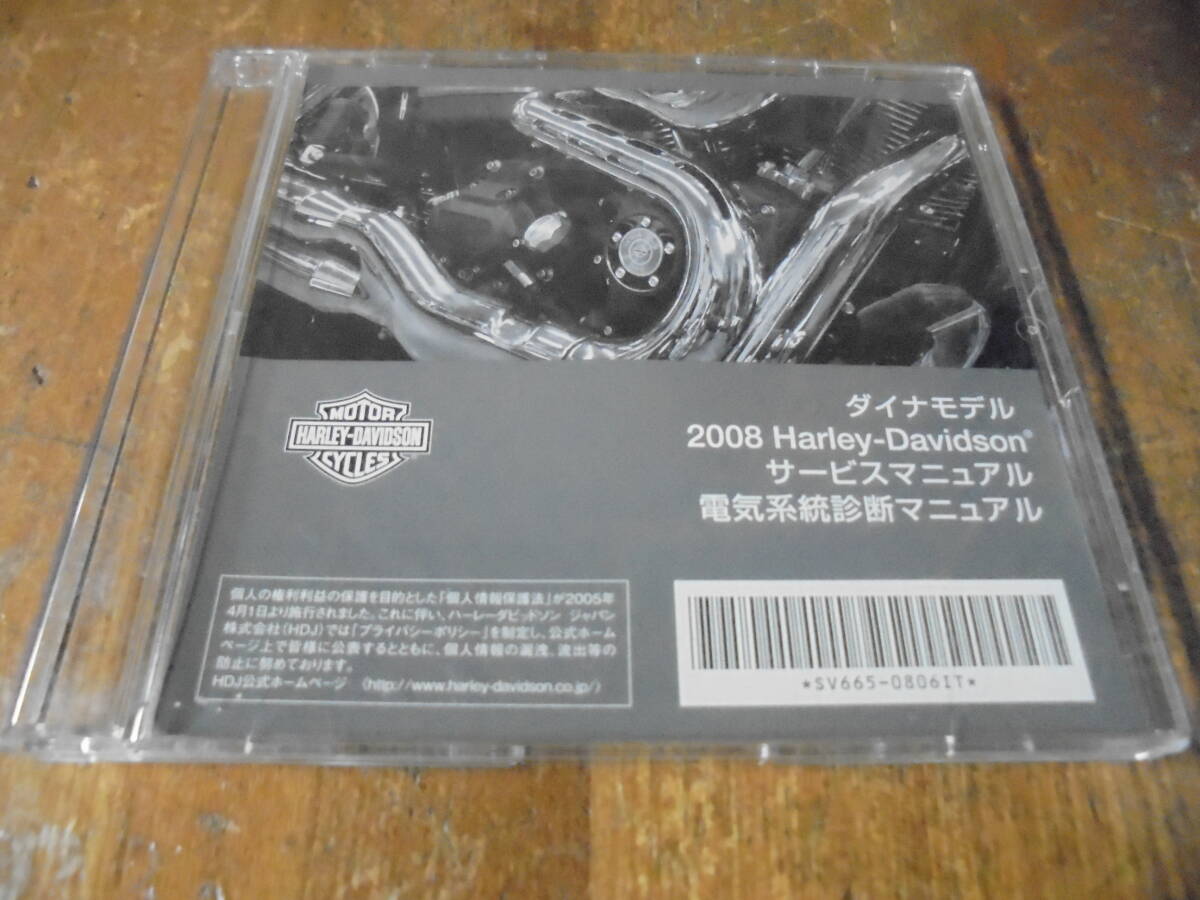 MOTOR
HARLEY-DAVIDSON
CYCLES
ダイナモデル
2008 Harley-Davidson®
サービスマニュアル
電気系統診断マニュアル
個人の権利利益の保護を目的とした「個人情報保護法」が2005年
4月1日より施行されました。これに伴い、ハーレーダビッドソン ジャパン
株式会社(HDJ)では「プライバシーポリシー」を制定し、公式ホーム
ページ上で皆様に公表するとともに、個人情報の漏洩、流出等の
防止に努めております。
HDJ公式ホームページ （http://www.harley-davidson.co.jp/）
*SV665-0806IT*